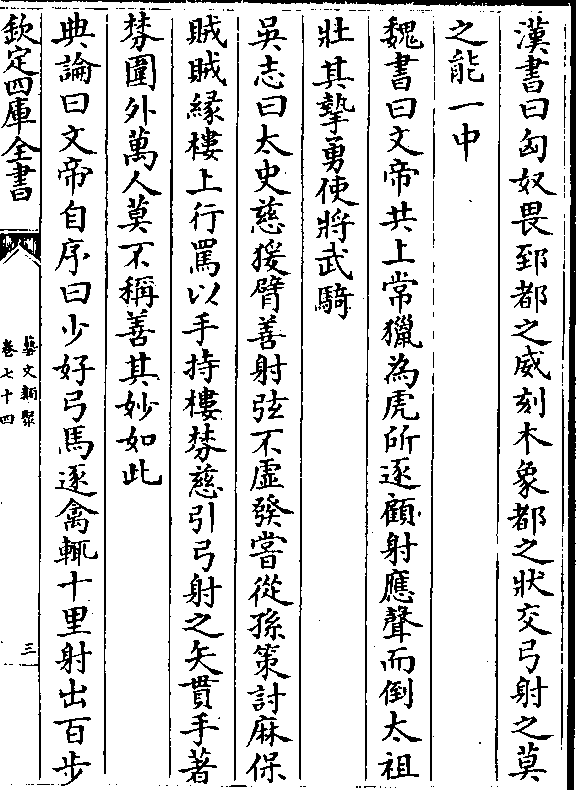 漢書曰匈奴畏郅都之威刻木象都之狀交弓射之莫
之能一中
魏書曰文帝共上常獵為虎所逐顧射應聲而倒太祖
壯其摯勇使將武騎
吳志曰太史慈援臂善射弦不虛發嘗從孫策討麻保
賊賊緣樓上行罵以手持樓棼慈引弓射之矢貫手著
棼圍外萬人莫不稱善其妙如此
典論曰文帝自序曰少好弓馬逐禽輒十里射出百步
欽定四庫全書
藝文類聚
卷七十四
三